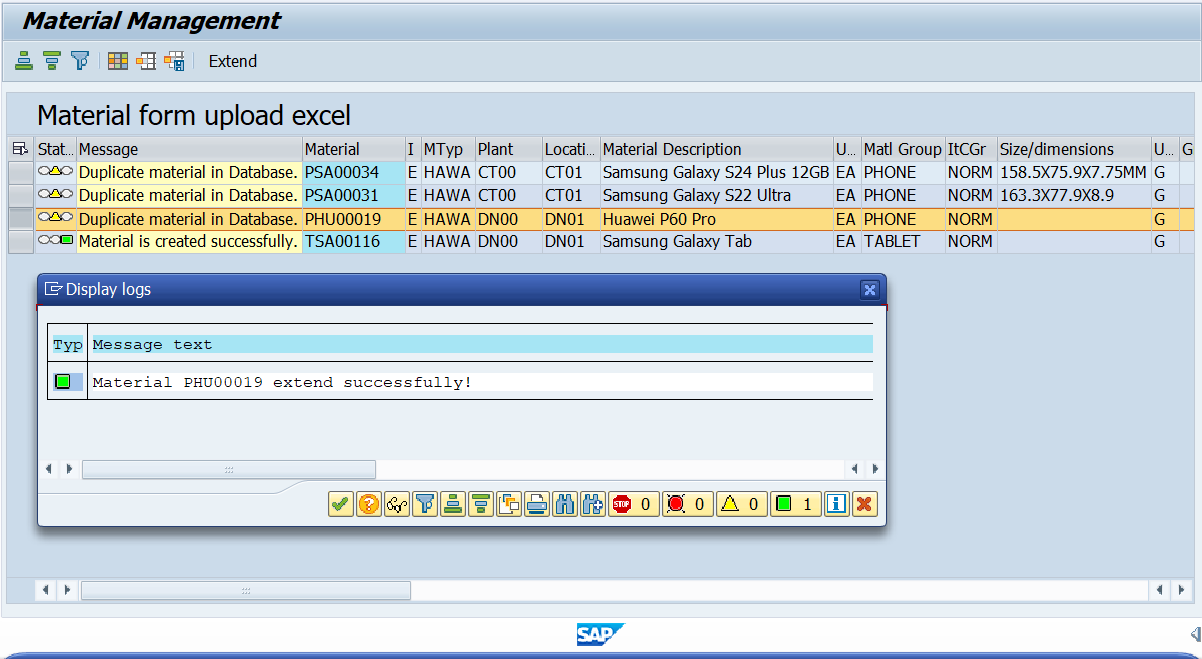 Material Management
Extend
Material form upload excel
Stat.. Message Material I MTyp Plant Locati... Material Description U... Matl Group ItCGr Size/dimensions U... G
Duplicate material in Database. PSA00034 E HAWA CT00 CT01 Samsung Galaxy S24 Plus 12GB EA PHONE NORM 158.5X75.9X7.75MM G
Duplicate material in Database. PSA00031 E HAWA CT00 CT01 Samsung Galaxy S22 Ultra EA PHONE NORM 163.3X77.9X8.9 G
Duplicate material in Database. PHU00019 E HAWA DN00 DN01 Huawei P60 Pro EA PHONE NORM G
Material is created successfully. TSA00116 E HAWA DN00 DN01 Samsung Galaxy Tab EA TABLET NORM G
Display logs
Typ Message text
Material PHU00019 extend successfully!
STOP 0 0 0 1
SAP